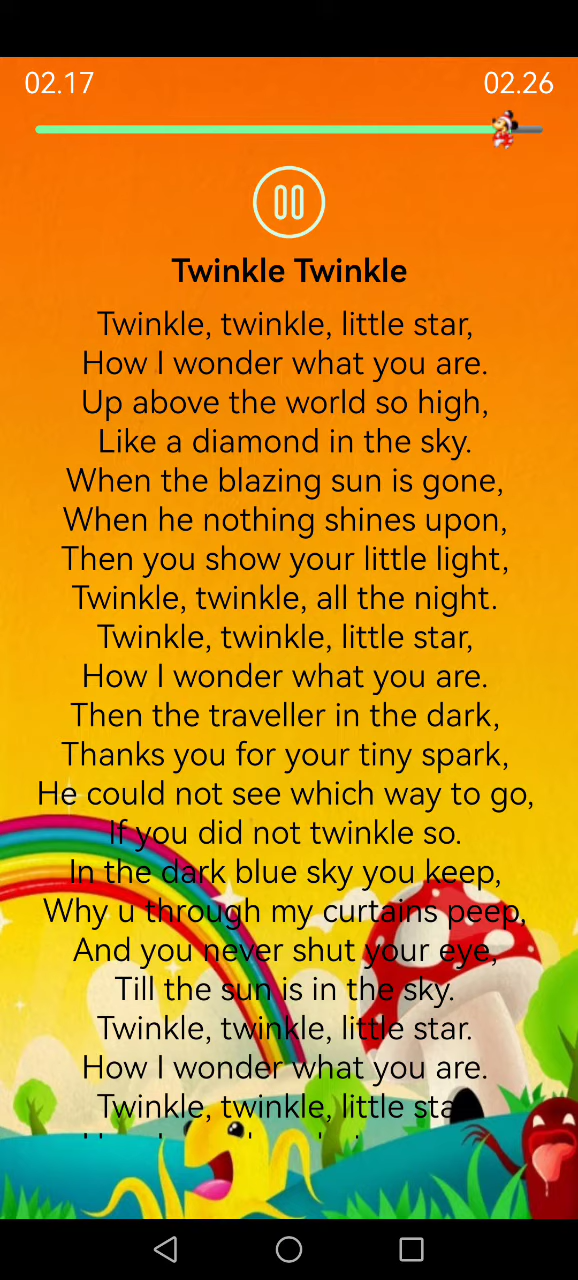 02.17
02.26
Twinkle Twinkle
Twinkle, twinkle, little star,
How I wonder what you are.
Up above the world so high,
Like a diamond in the sky.
When the blazing sun is gone,
When he nothing shines upon,
Then you show your little light,
Twinkle, twinkle, all the night.
Twinkle, twinkle, little star,
How I wonder what you are.
Then the traveller in the dark,
Thanks you for your tiny spark,
He could not see which way to go,
If you did not twinkle so.
In the dark blue sky you keep,
Why u through my curtains peep,
And you never shut your eye,
Till the sun is in the sky.
Twinkle, twinkle, little star.
How I wonder what you are.
Twinkle, twinkle, little